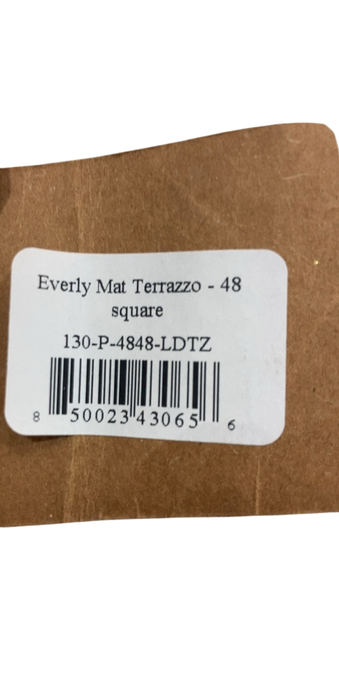 Everly Mat Terrazzo - 48
square
130-P-4848-LDTZ
8 50023 43065 6